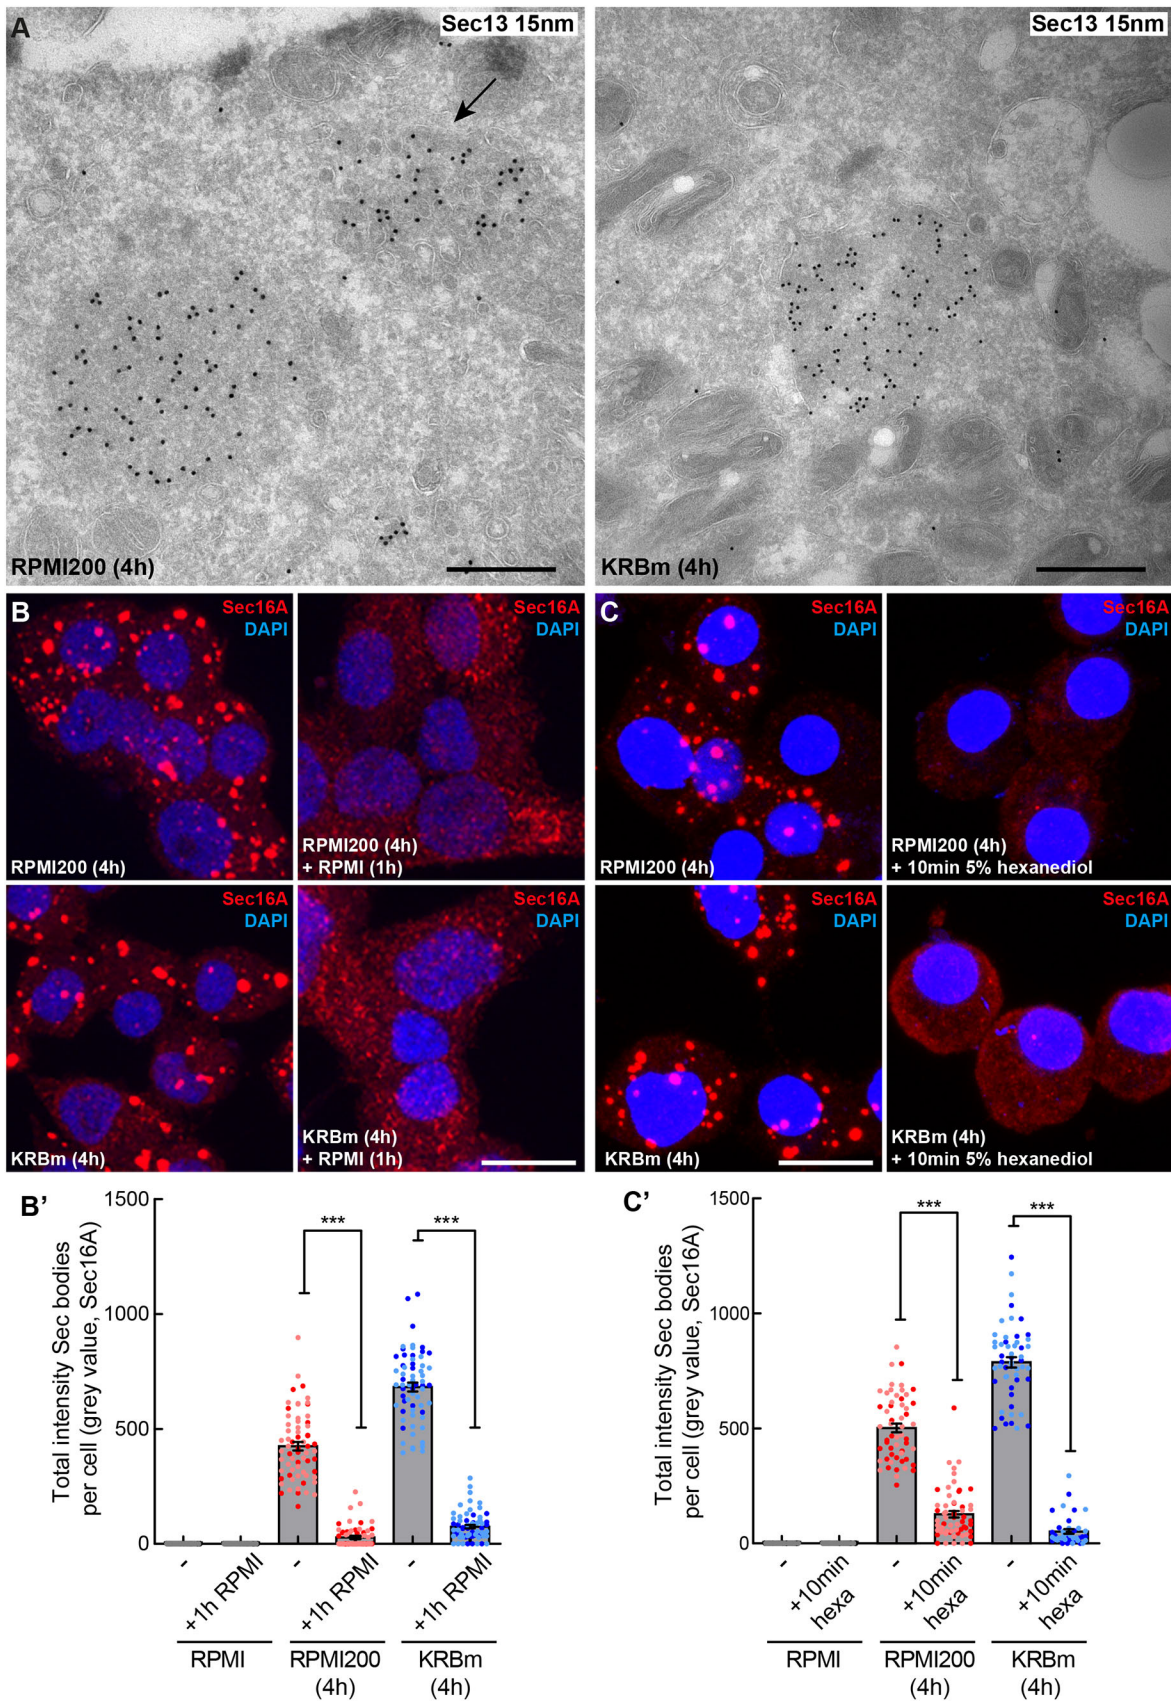 A
Sec13 15nm
RPMI200 (4h)
Sec13 15nm
KRBm (4h)
B
Sec16A
DAPI
RPMI200 (4h)
Sec16A
DAPI
RPMI200 (4h)
+ RPMI (1h)
Sec16A
DAPI
KRBm (4h)
Sec16A
DAPI
KRBm (4h)
+ RPMI (1h)
C
Sec16A
DAPI
RPMI200 (4h)
Sec16A
DAPI
RPMI200 (4h)
+ 10min 5% hexanediol
Sec16A
DAPI
KRBm (4h)
Sec16A
DAPI
KRBm (4h)
+ 10min 5% hexanediol
B'
Total intensity Sec bodies
per cell (grey value, Sec16A)
1500
1000
500
0
***
***
-
+1h RPMI
-
+1h RPMI
-
+1h RPMI
RPMI
RPMI200
(4h)
KRBm
(4h)
C'
Total intensity Sec bodies
per cell (grey value, Sec16A)
1500
1000
500
0
***
***
-
+10min
hexa
-
+10min
hexa
-
+10min
hexa
RPMI
RPMI200
(4h)
KRBm
(4h)